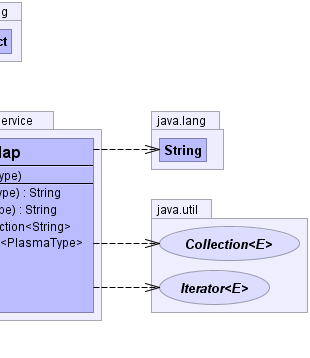 g
ct
ervice
lap
ype)
ype) : String
pe) : String
ction<String>
<PlasmaType>
java.lang
String
java.util
Collection<E>
Iterator<E>